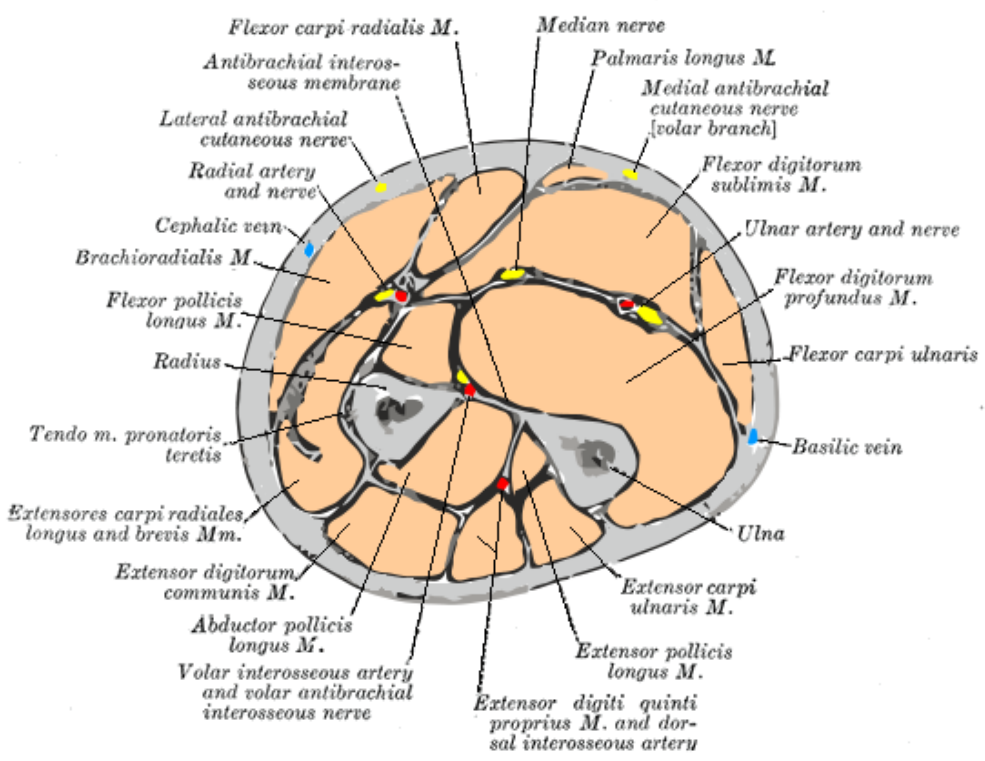 Flexor carpi radialis M.
Median nerve
Antibrachial interos-
seous membrane
Palmaris longus M.
Medial antibrachial
cutaneous nerve
[volar branch]
Lateral antibrachial
cutaneous nerve
Radial artery
and nerve
Flexor digitorum
sublimis M.
Cephalic vein
Ulnar artery and nerve
Brachioradialis M.
Flexor digitorum
profundus M.
Flexor pollicis
longus M.
Radius
Flexor carpi ulnaris
Tendo m. pronatoris
teretis
Basilic vein
Extensores carpi radiales,
longus and brevis Mm.
Ulna
Extensor digitorum
communis M.
Extensor carpi
ulnaris M.
Abductor pollicis
longus M.
Extensor pollicis
longus M.
Volar interosseous artery
and volar antibrachial
interosseous nerve
Extensor digiti quinti
proprius M. and dor-
sal interosseous artery